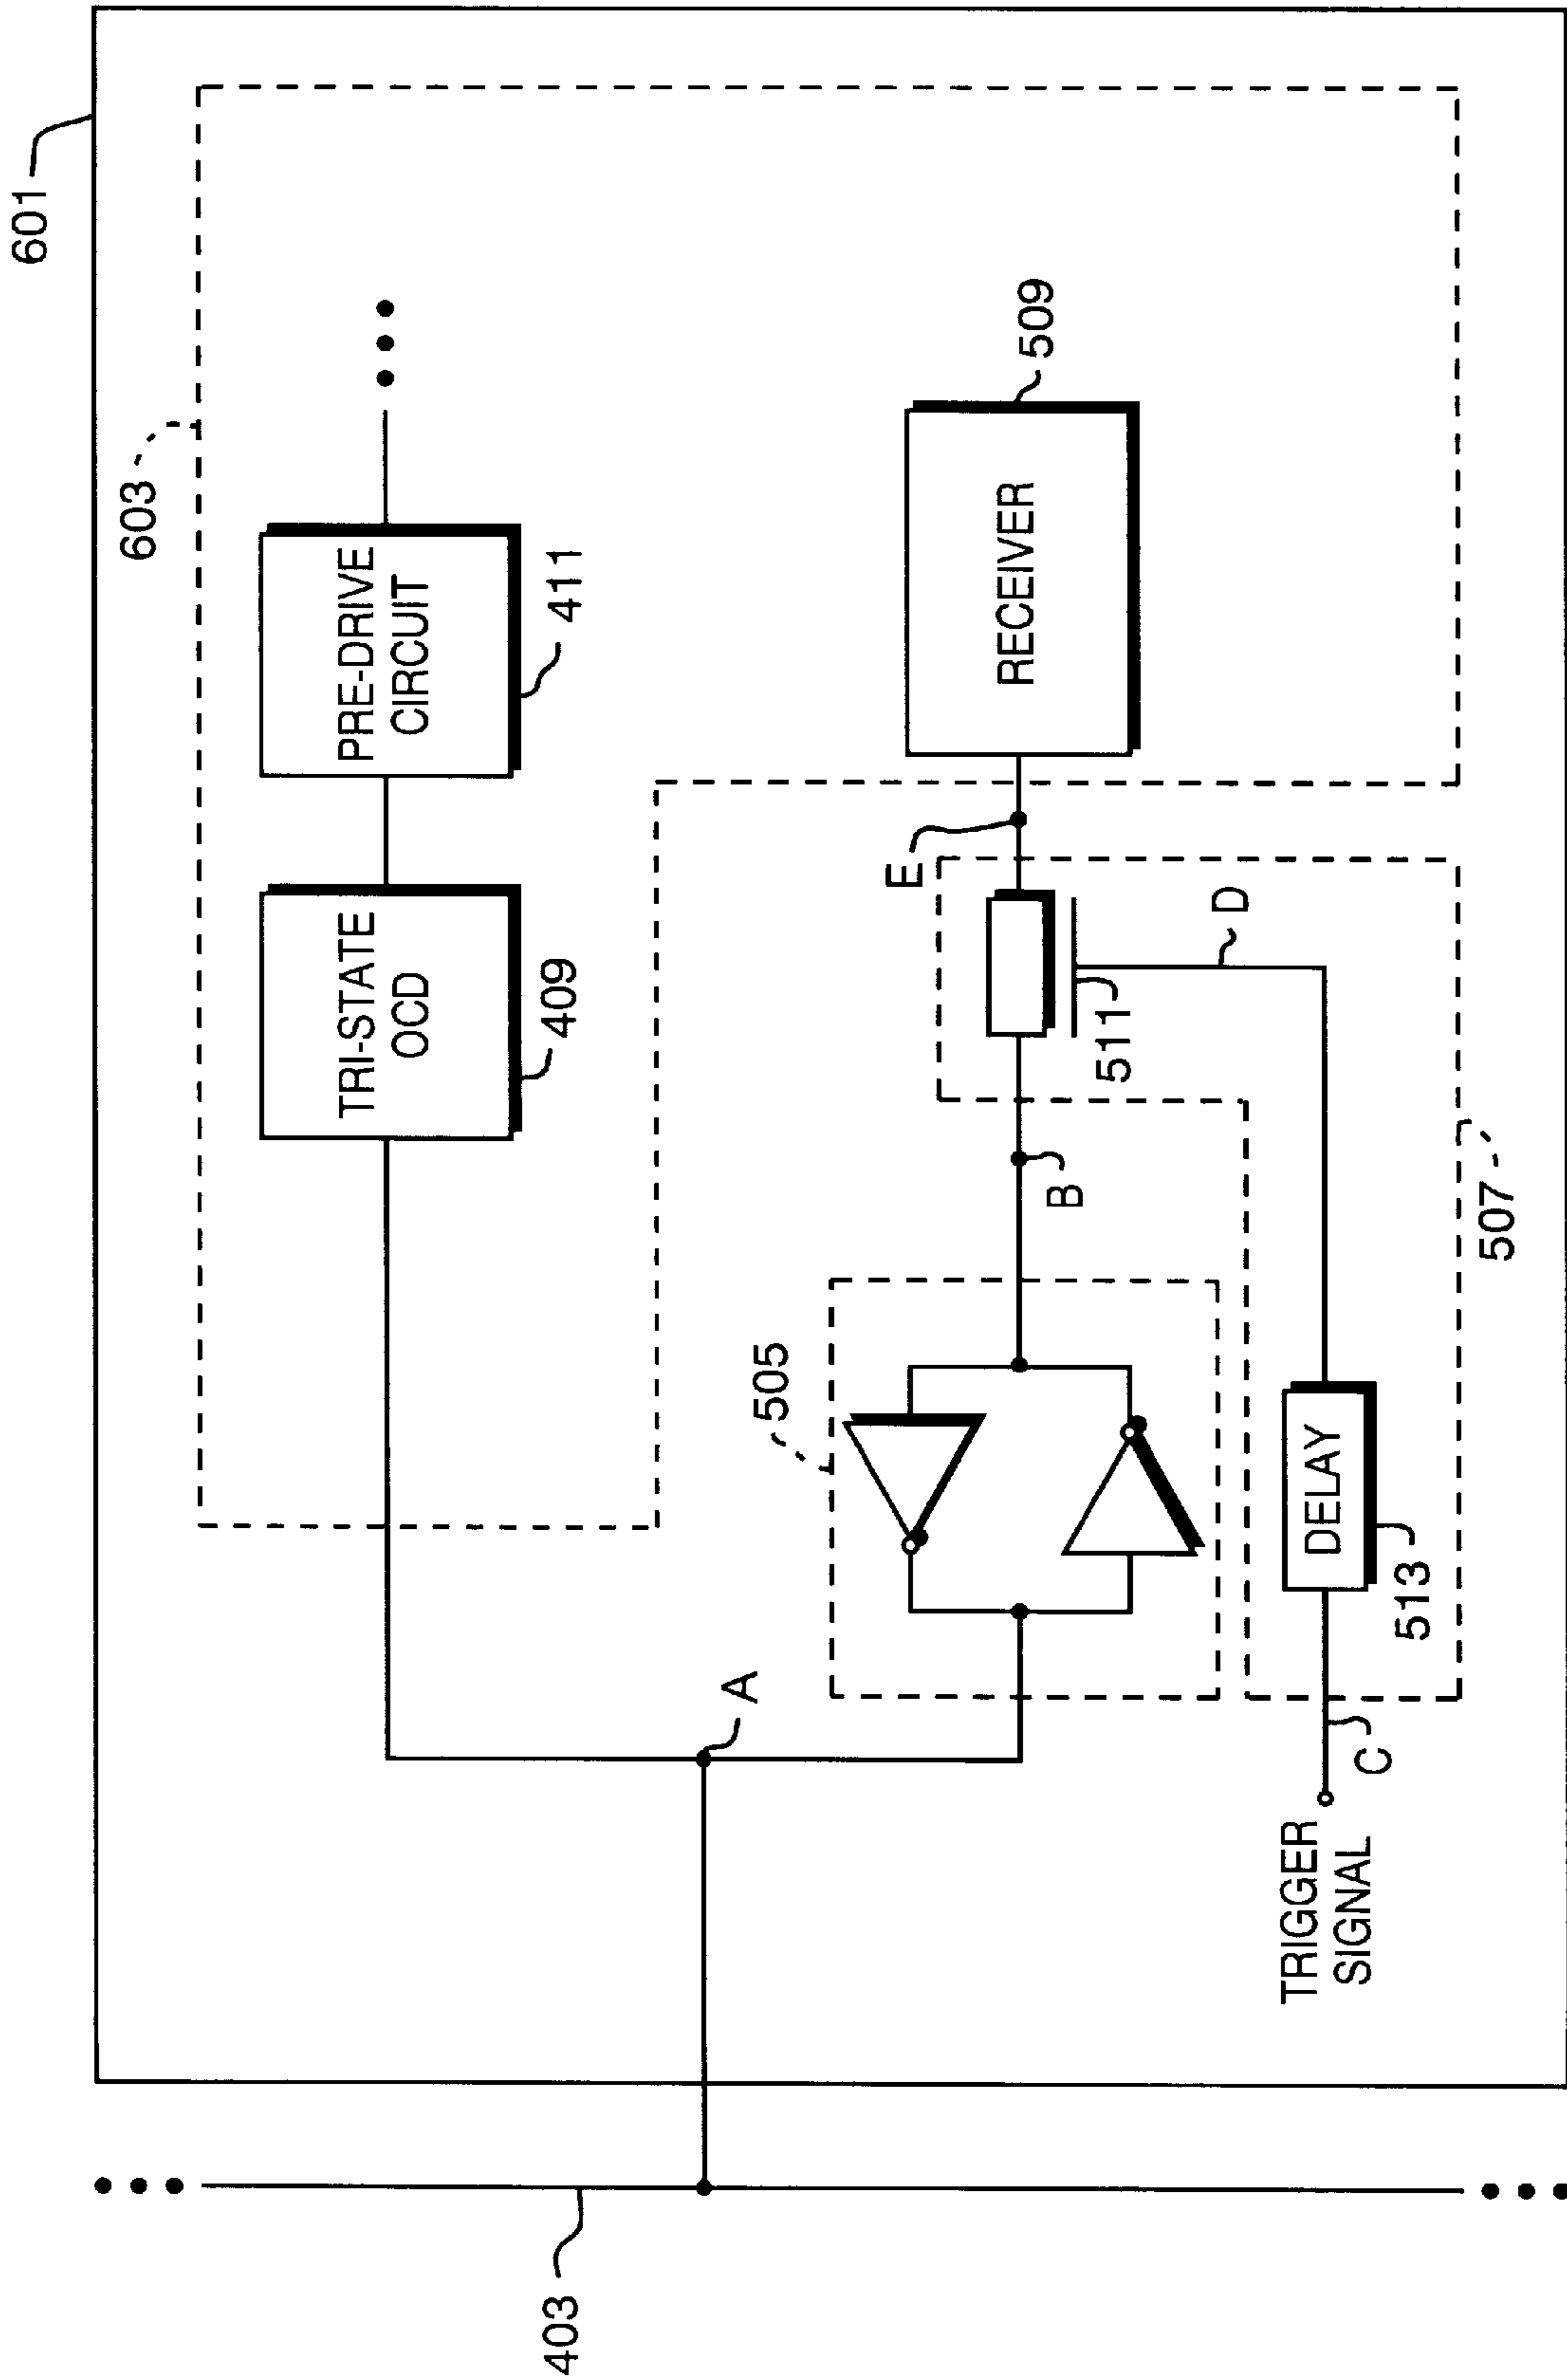 601
603
TRI-STATE
OCD
409
PRE-DRIVE
CIRCUIT
411
A
403
505
B
E
RECEIVER
509
511
D
DELAY
513
C
TRIGGER
SIGNAL
507